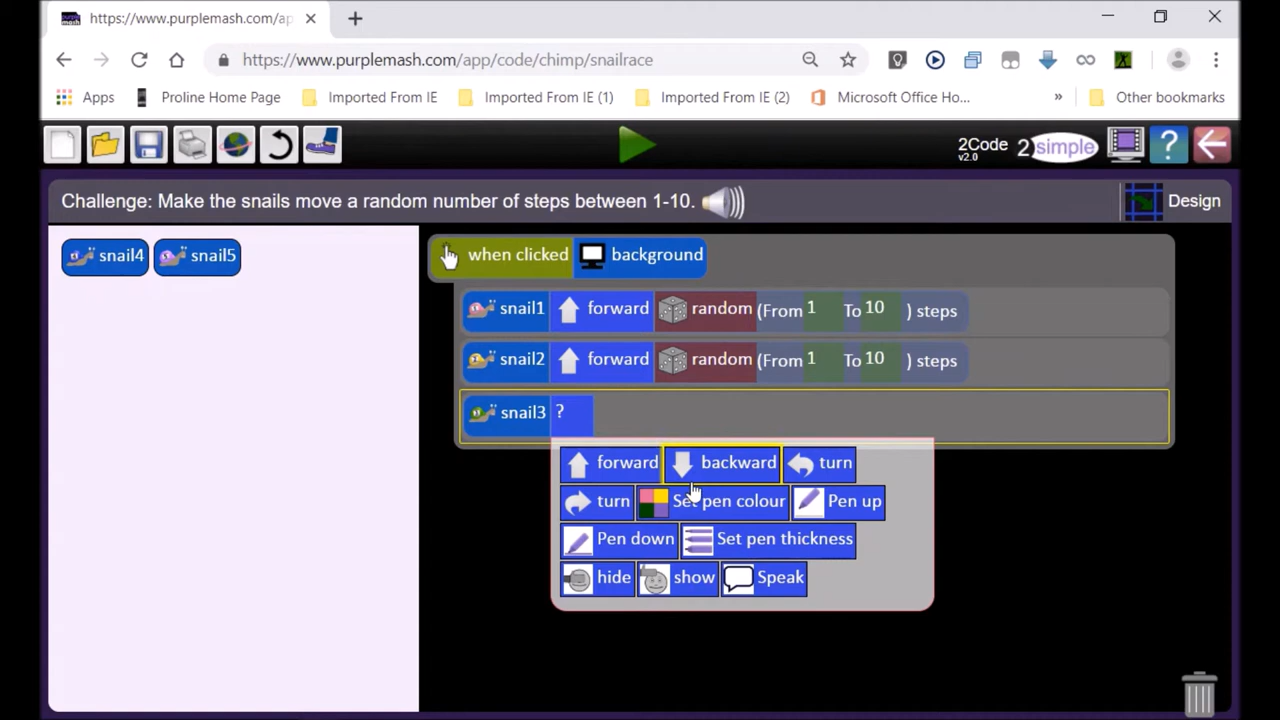 https://www.purplemash.com/ap
https://www.purplemash.com/app/code/chimp/snailrace
Apps Proline Home Page Imported From IE Imported From IE (1) Imported From IE (2) Microsoft Office Ho... » Other bookmarks
2Code v2.0 2simple ?
Challenge: Make the snails move a random number of steps between 1-10. Design
snail4 snail5
when clicked background
snail1 forward random (From 1 To 10 ) steps
snail2 forward random (From 1 To 10 ) steps
snail3 ?
forward backward turn
turn Set pen colour Pen up
Pen down Set pen thickness
hide show Speak